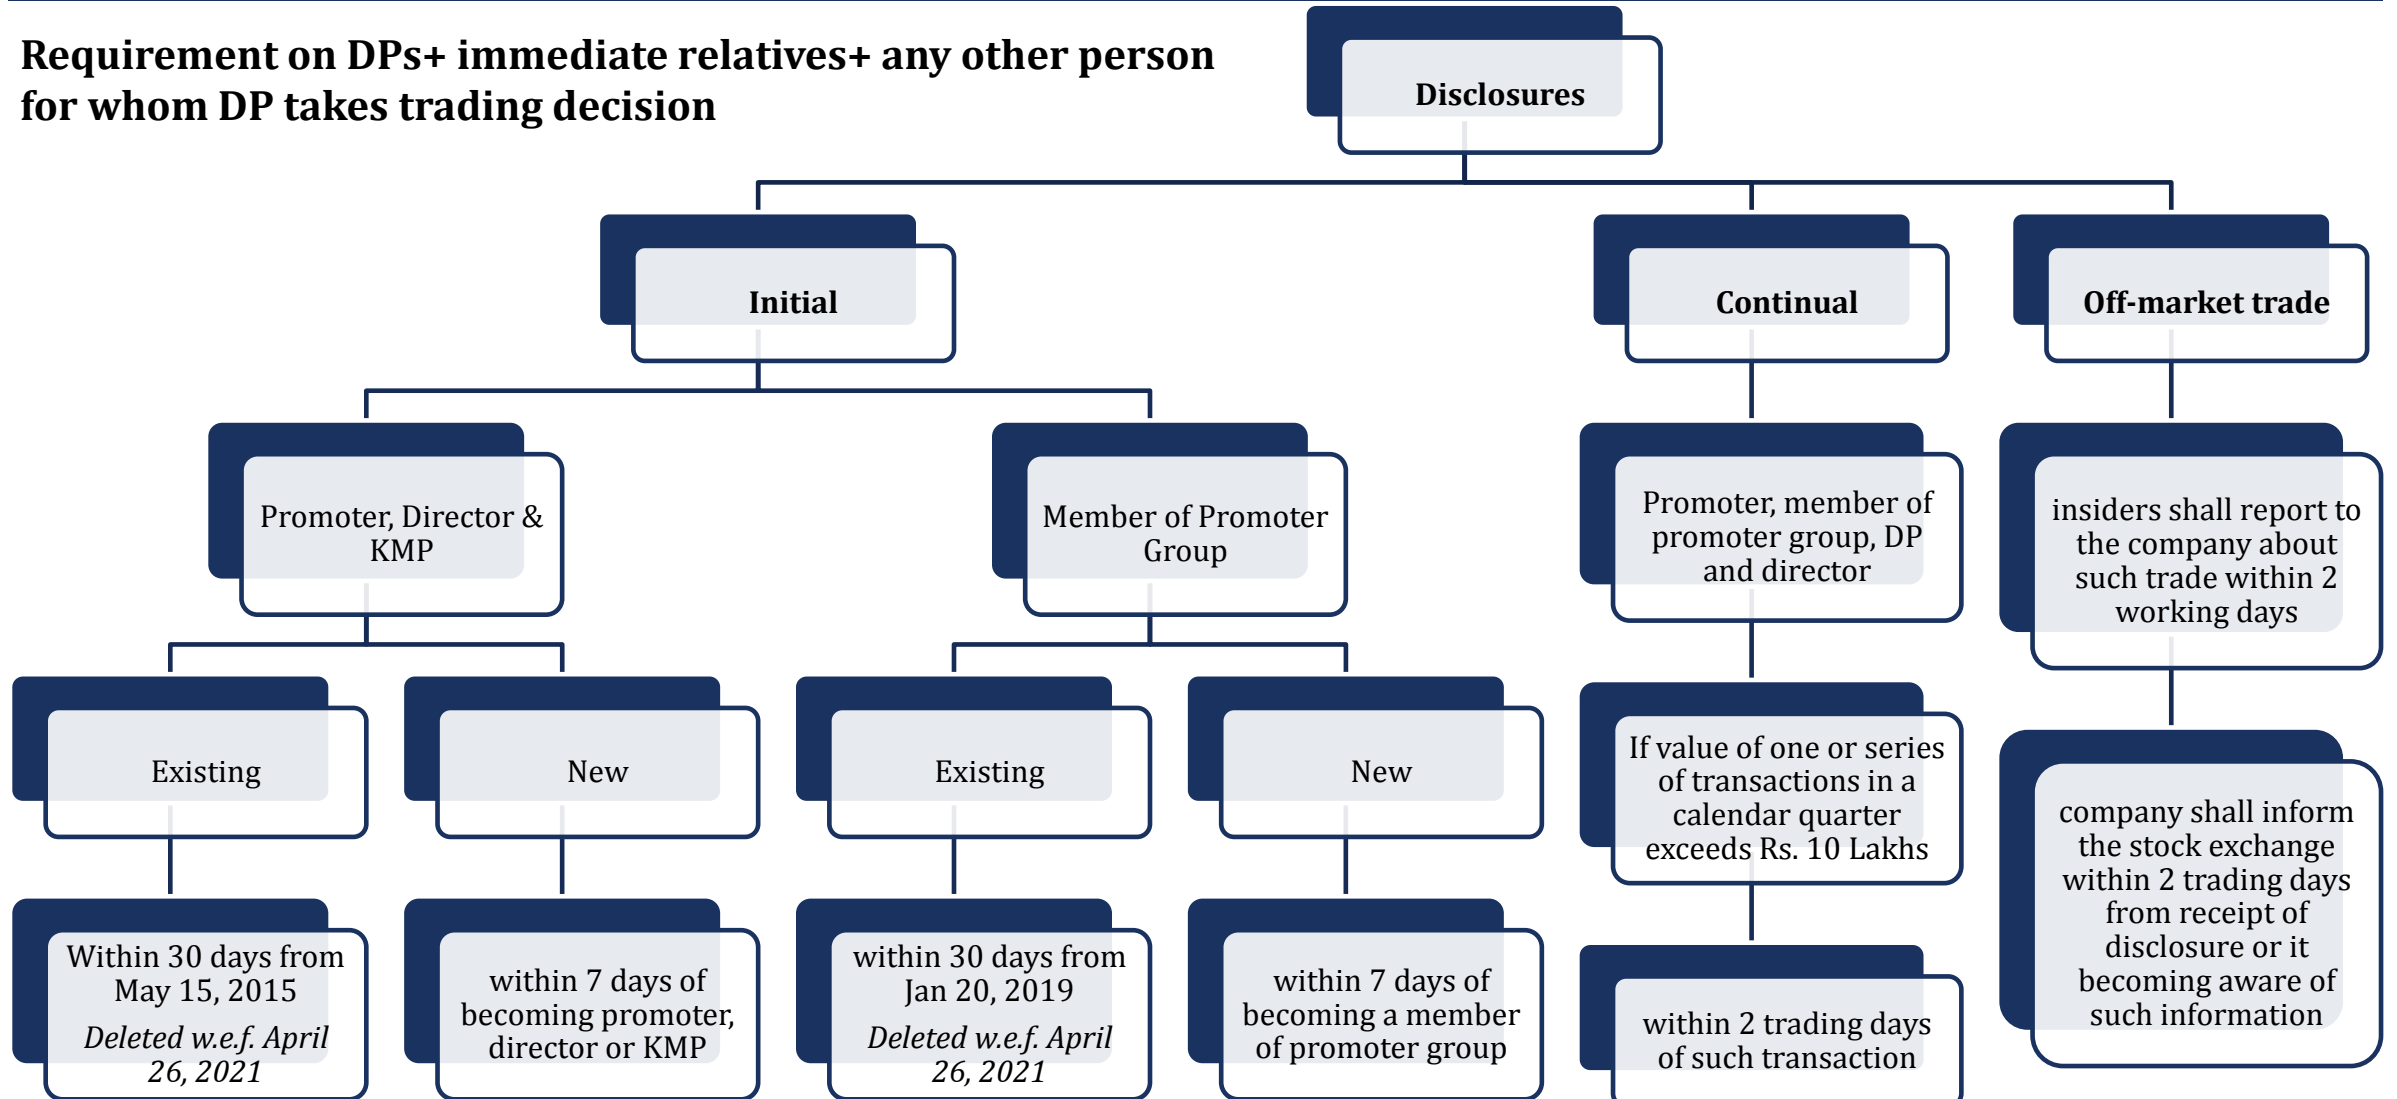 Requirement on DPs+ immediate relatives+ any other person
for whom DP takes trading decision
Disclosures
Initial
Continual
Off-market trade
Promoter, Director &
KMP
Member of Promoter
Group
Promoter, member of
promoter group, DP
and director
insiders shall report to
the company about
such trade within 2
working days
Existing
New
Existing
New
If value of one or series
of transactions in a
calendar quarter
exceeds Rs. 10 Lakhs
company shall inform
the stock exchange
within 2 trading days
from receipt of
disclosure or it
becoming aware of
such information
Within 30 days from
May 15, 2015
Deleted w.e.f. April
26, 2021
within 7 days of
becoming promoter,
director or KMP
within 30 days from
Jan 20, 2019
Deleted w.e.f. April
26, 2021
within 7 days of
becoming a member
of promoter group
within 2 trading days
of such transaction